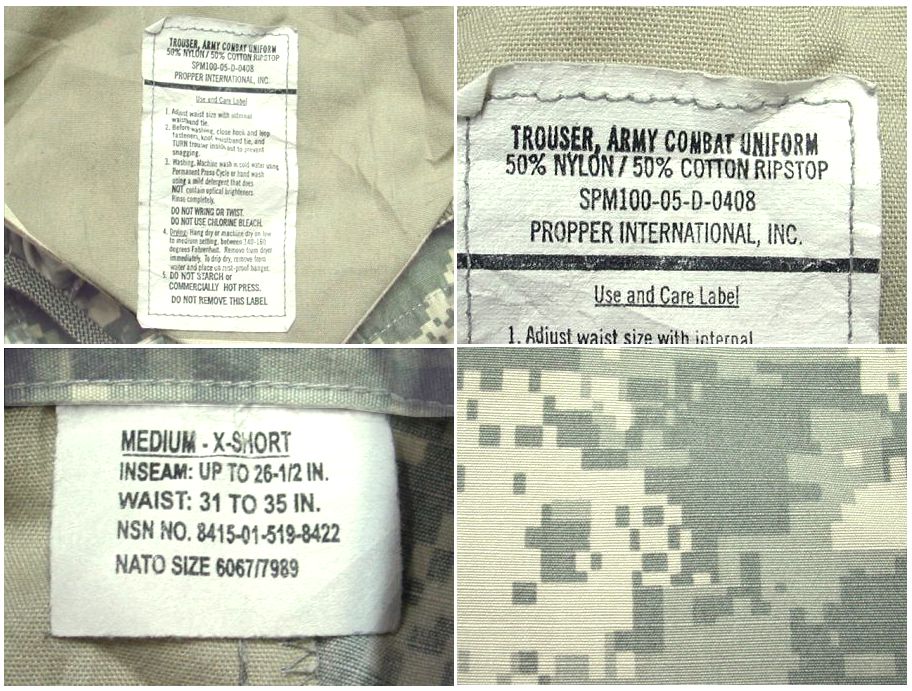 TROUSER, ARMY COMBAT UNIFORM
50% NYLON / 50% COTTON RIPSTOP
SPM100-05-D-0408
PROPPER INTERNATIONAL, INC.
Use and Care Label
1. Adjust waist size with internal
waistband tie.
2. Before washing, close hook and loop
fasteners, knot waistband tie, and
TURN trouser inside out to prevent
snagging.
3. Washing. Machine wash in cold water using
Permanent Press Cycle or hand wash
using a mild detergent that does
NOT contain optical brighteners.
Rinse completely.
DO NOT WRING OR TWIST.
DO NOT USE CHLORINE BLEACH.
4. Drying: Hang dry or machine dry on low
to medium setting, between 140-160
degrees Fahrenheit. Remove from dryer
immediately. To drip dry, remove from
water and place on rust-proof hanger.
5. DO NOT STARCH or
COMMERCIALLY HOT PRESS.
DO NOT REMOVE THIS LABEL
TROUSER, ARMY COMBAT UNIFORM
50% NYLON / 50% COTTON RIPSTOP
SPM100-05-D-0408
PROPPER INTERNATIONAL, INC.
Use and Care Label
1. Adjust waist size with internal
MEDIUM - X-SHORT
INSEAM: UP TO 26-1/2 IN.
WAIST: 31 TO 35 IN.
NSN NO. 8415-01-519-8422
NATO SIZE 6067/7989